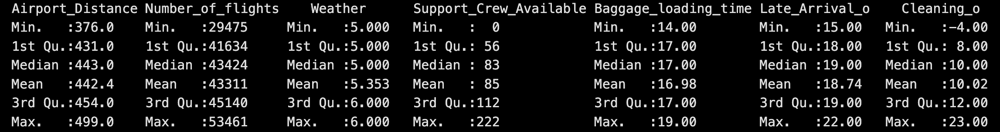 Airport_Distance Number_of_flights    Weather      Support_Crew_Available Baggage_loading_time Late_Arrival_o    Cleaning_o
Min.   :376.0    Min.   :29475     Min.   :5.000   Min.   :  0            Min.   :14.00        Min.   :15.00   Min.   :-4.00
1st Qu.:431.0    1st Qu.:41634     1st Qu.:5.000   1st Qu.: 56            1st Qu.:17.00        1st Qu.:18.00   1st Qu.: 8.00
Median :443.0    Median :43424     Median :5.000   Median : 83            Median :17.00        Median :19.00   Median :10.00
Mean   :442.4    Mean   :43311     Mean   :5.353   Mean   : 85            Mean   :16.98        Mean   :18.74   Mean   :10.02
3rd Qu.:454.0    3rd Qu.:45140     3rd Qu.:6.000   3rd Qu.:112            3rd Qu.:17.00        3rd Qu.:19.00   3rd Qu.:12.00
Max.   :499.0    Max.   :53461     Max.   :6.000   Max.   :222            Max.   :19.00        Max.   :22.00   Max.   :23.00